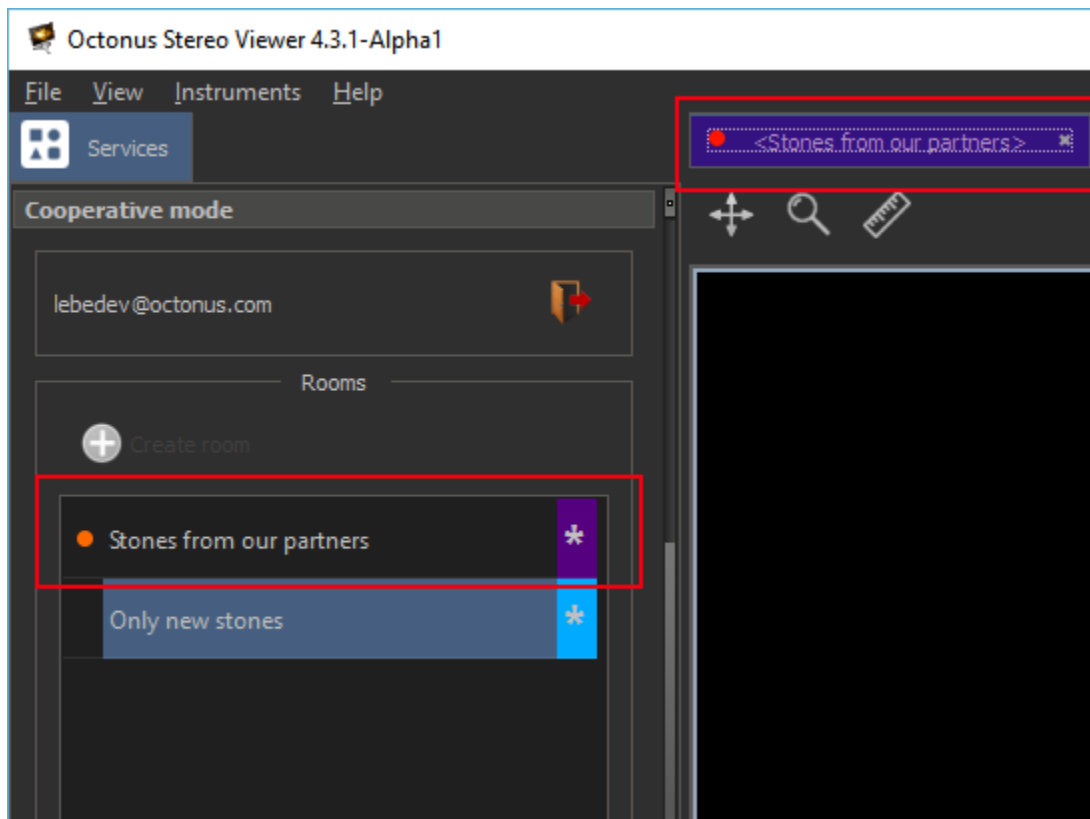 Octonus Stereo Viewer 4.3.1-Alpha1
File View Instruments Help
Services
<Stones from our partners>
Cooperative mode
lebedev@octonus.com
Rooms
Create room
Stones from our partners *
Only new stones *